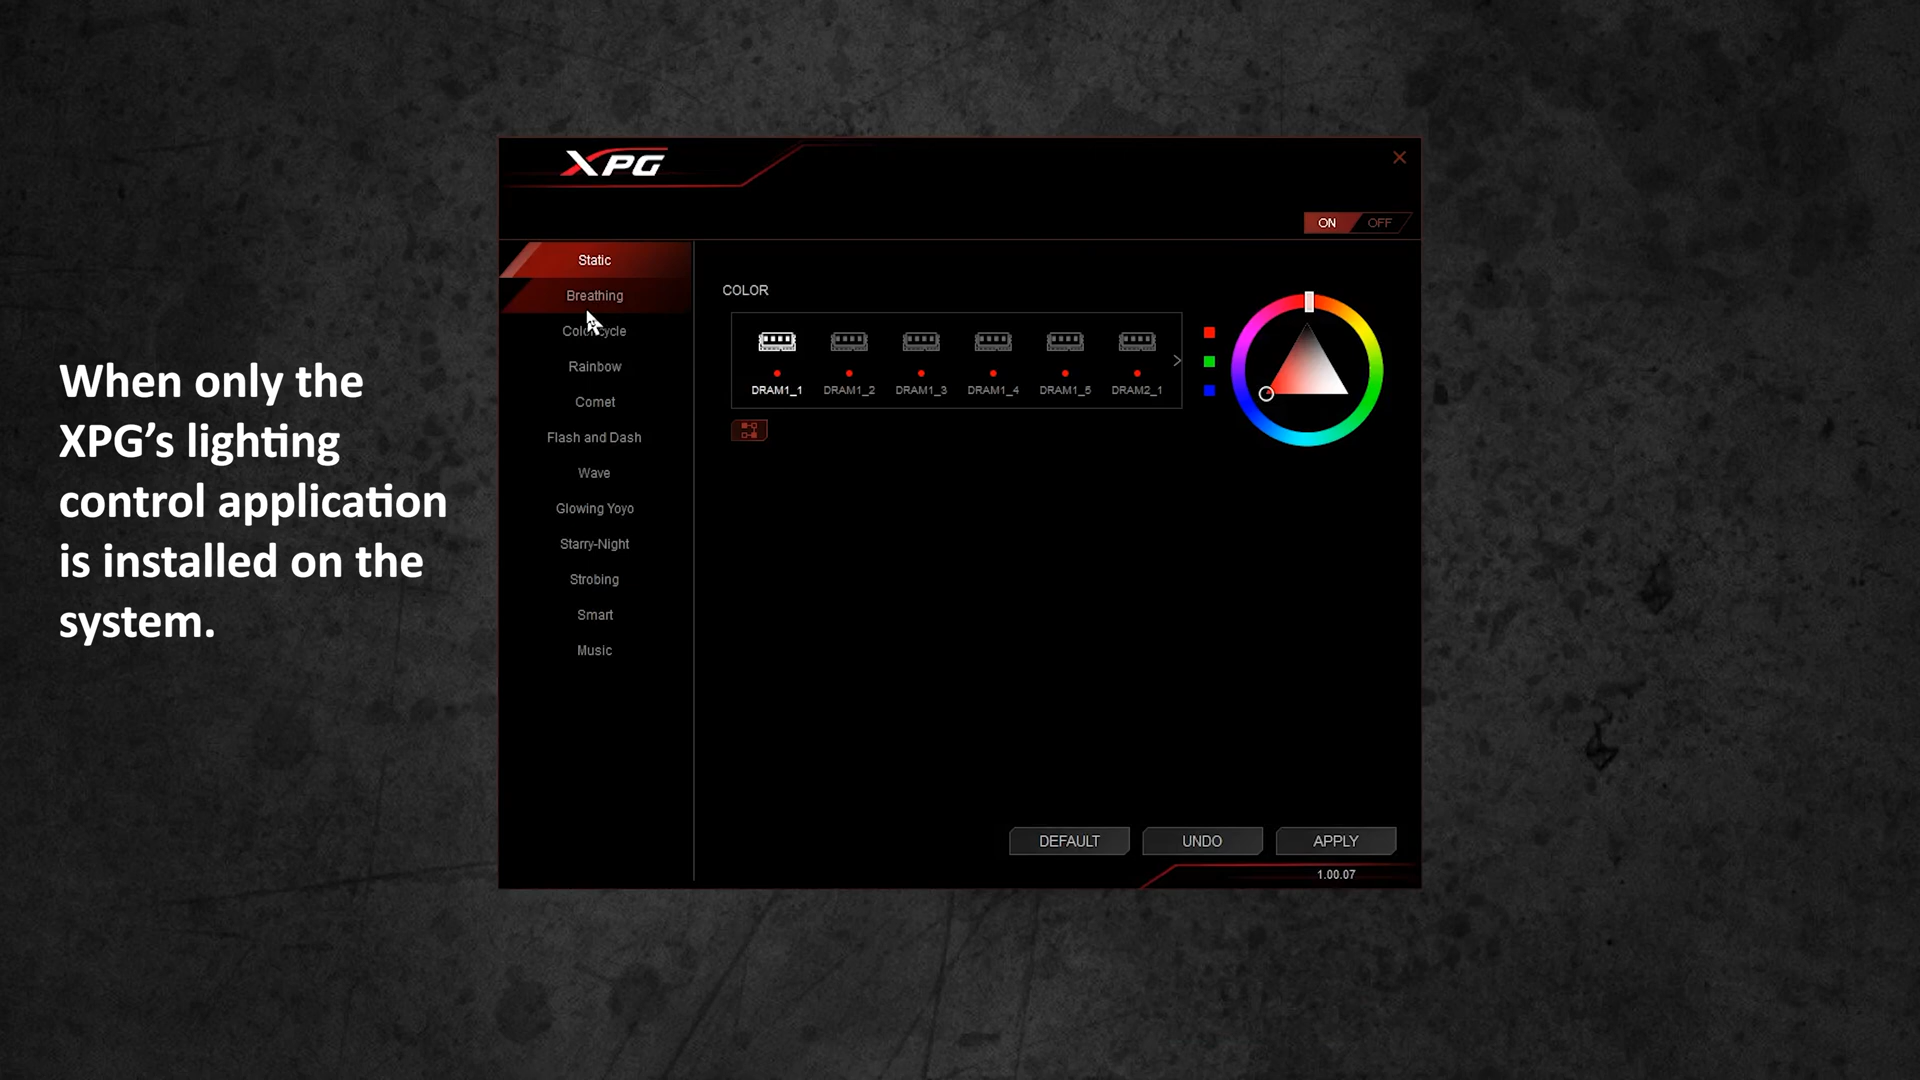 XPG
ON OFF
Static
Breathing
Color Cycle
Rainbow
Comet
Flash and Dash
Wave
Glowing Yoyo
Starry-Night
Strobing
Smart
Music
COLOR
DRAM1_1 DRAM1_2 DRAM1_3 DRAM1_4 DRAM1_5 DRAM2_1
DEFAULT UNDO APPLY
1.00.07
When only the
XPG’s lighting
control application
is installed on the
system.